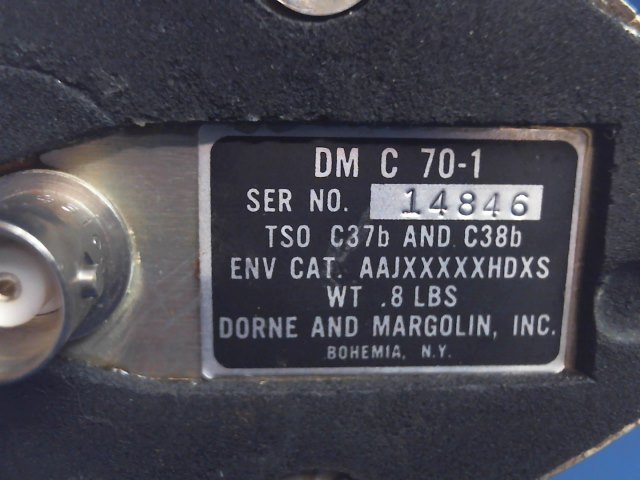 DM C 70-1
SER NO. 14846
TSO C37b AND C38b
ENV CAT. AAJXXXXXHDXS
WT .8 LBS
DORNE AND MARGOLIN, INC.
BOHEMIA, N.Y.